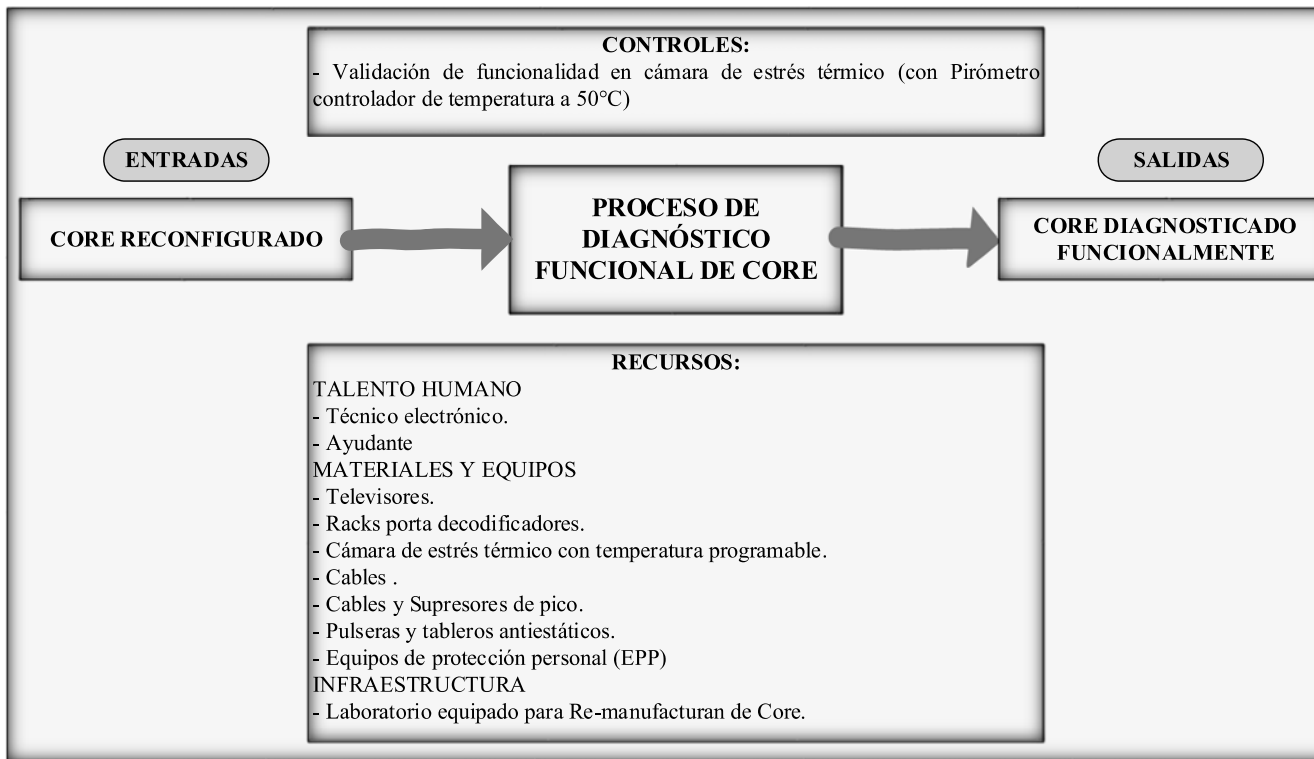 CONTROLES:
- Validación de funcionalidad en cámara de estrés térmico (con Pirómetro
controlador de temperatura a 50°C)
ENTRADAS
SALIDAS
CORE RECONFIGURADO
PROCESO DE
DIAGNÓSTICO
FUNCIONAL DE CORE
CORE DIAGNOSTICADO
FUNCIONALMENTE
RECURSOS:
TALENTO HUMANO
- Técnico electrónico.
- Ayudante
MATERIALES Y EQUIPOS
- Televisores.
- Racks porta decodificadores.
- Cámara de estrés térmico con temperatura programable.
- Cables .
- Cables y Supresores de pico.
- Pulseras y tableros antiestáticos.
- Equipos de protección personal (EPP)
INFRAESTRUCTURA
- Laboratorio equipado para Re-manufacturan de Core.